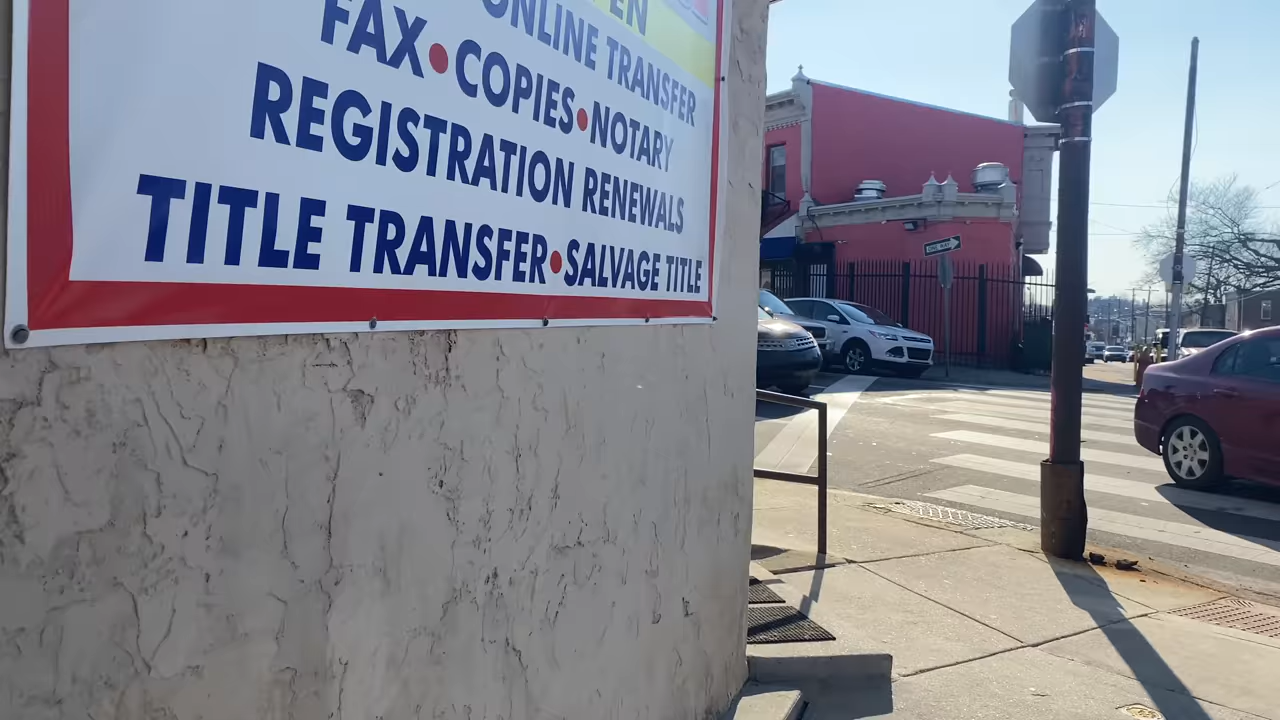 ONLINE TRANSFER
FAX•COPIES•NOTARY
REGISTRATION RENEWALS
TITLE TRANSFER•SALVAGE TITLE
ONE WAY